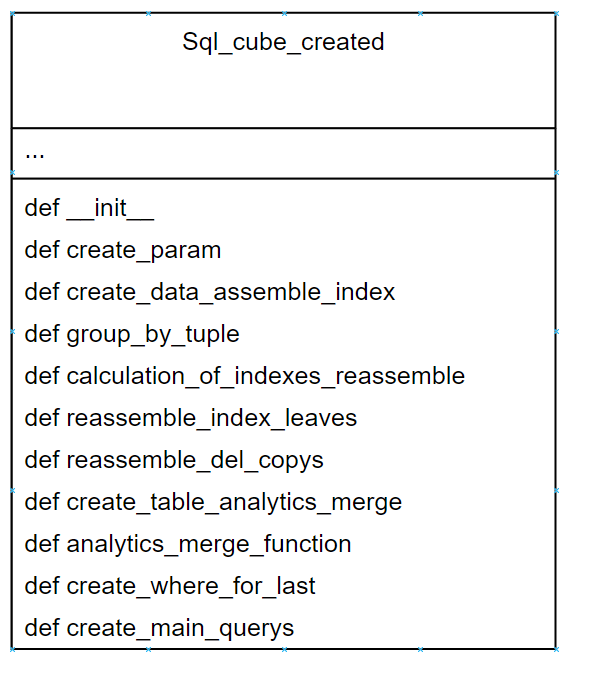 Sql_cube_created
...
def __init__
def create_param
def create_data_assemble_index
def group_by_tuple
def calculation_of_indexes_reassemble
def reassemble_index_leaves
def reassemble_del_copys
def create_table_analytics_merge
def analytics_merge_function
def create_where_for_last
def create_main_querys